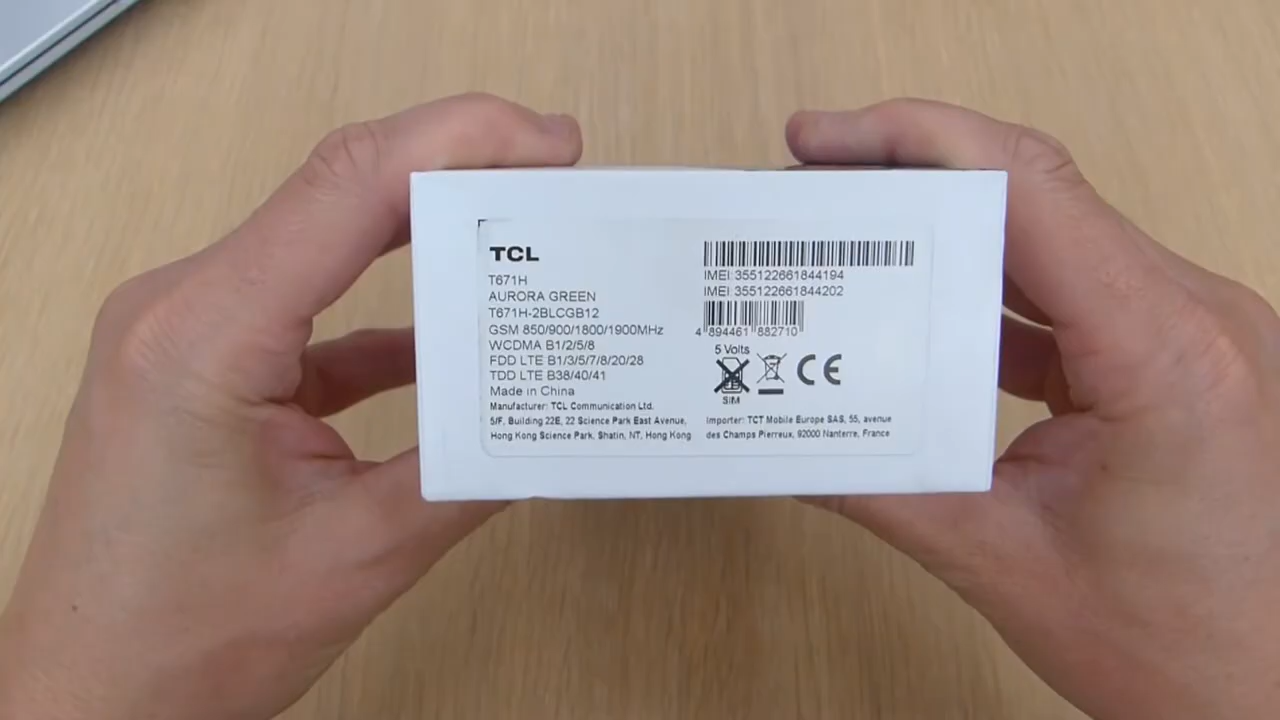 TCL
T671H
AURORA GREEN
T671H-2BLCGB12
GSM 850/900/1800/1900MHz
WCDMA B1/2/5/8
FDD LTE B1/3/5/7/8/20/28
TDD LTE B38/40/41
Made in China
Manufacturer: TCL Communication Ltd.
5/F, Building 22E, 22 Science Park East Avenue,
Hong Kong Science Park, Shatin, NT, Hong Kong
IMEI 355122661844194
IMEI 355122661844202
4 894461 882710
5 Volts
SIM
CE
Importer: TCT Mobile Europe SAS, 55, avenue
des Champs Pierreux, 92000 Nanterre, France